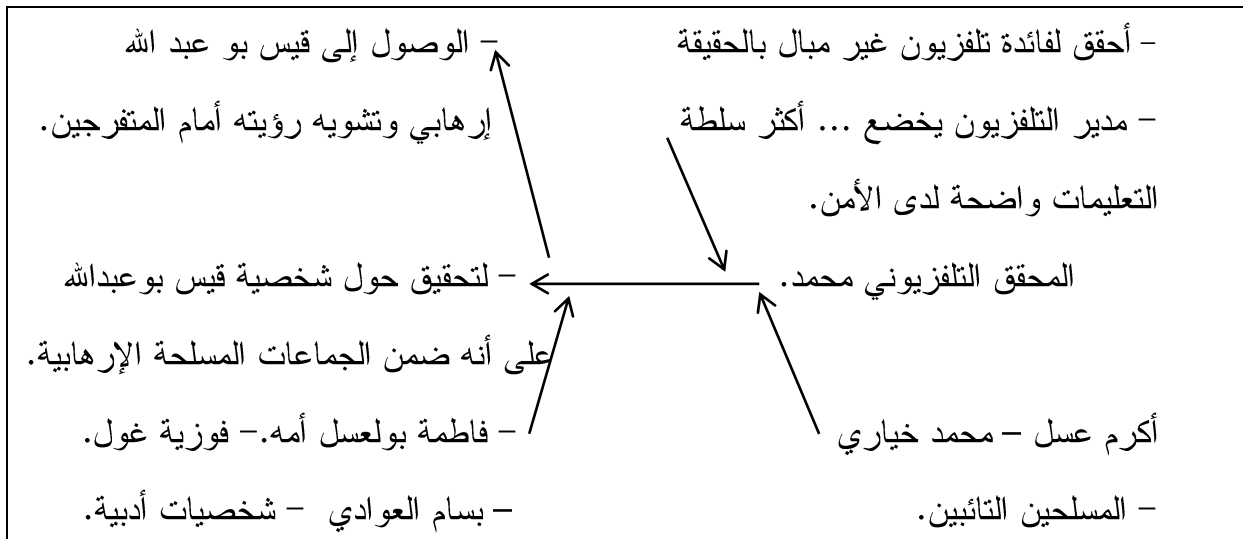 – أحقق لفائدة تلفزيون غير مبال بالحقيقة
– مدير التلفزيون يخضع ... أكثر سلطة
التعليمات واضحة لدى الأمن.
– الوصول إلى قيس بو عبد الله
إرهابي وتشويه رؤيته أمام المتفرجين.
المحقق التلفزيوني محمد.
– لتحقيق حول شخصية قيس بوعبدالله
على أنه ضمن الجماعات المسلحة الإرهابية.
أكرم عسل – محمد خياري
– المسلحين التائبين.
– فاطمة بولعسل أمه.– فوزية غول.
– بسام العوادي – شخصيات أدبية.